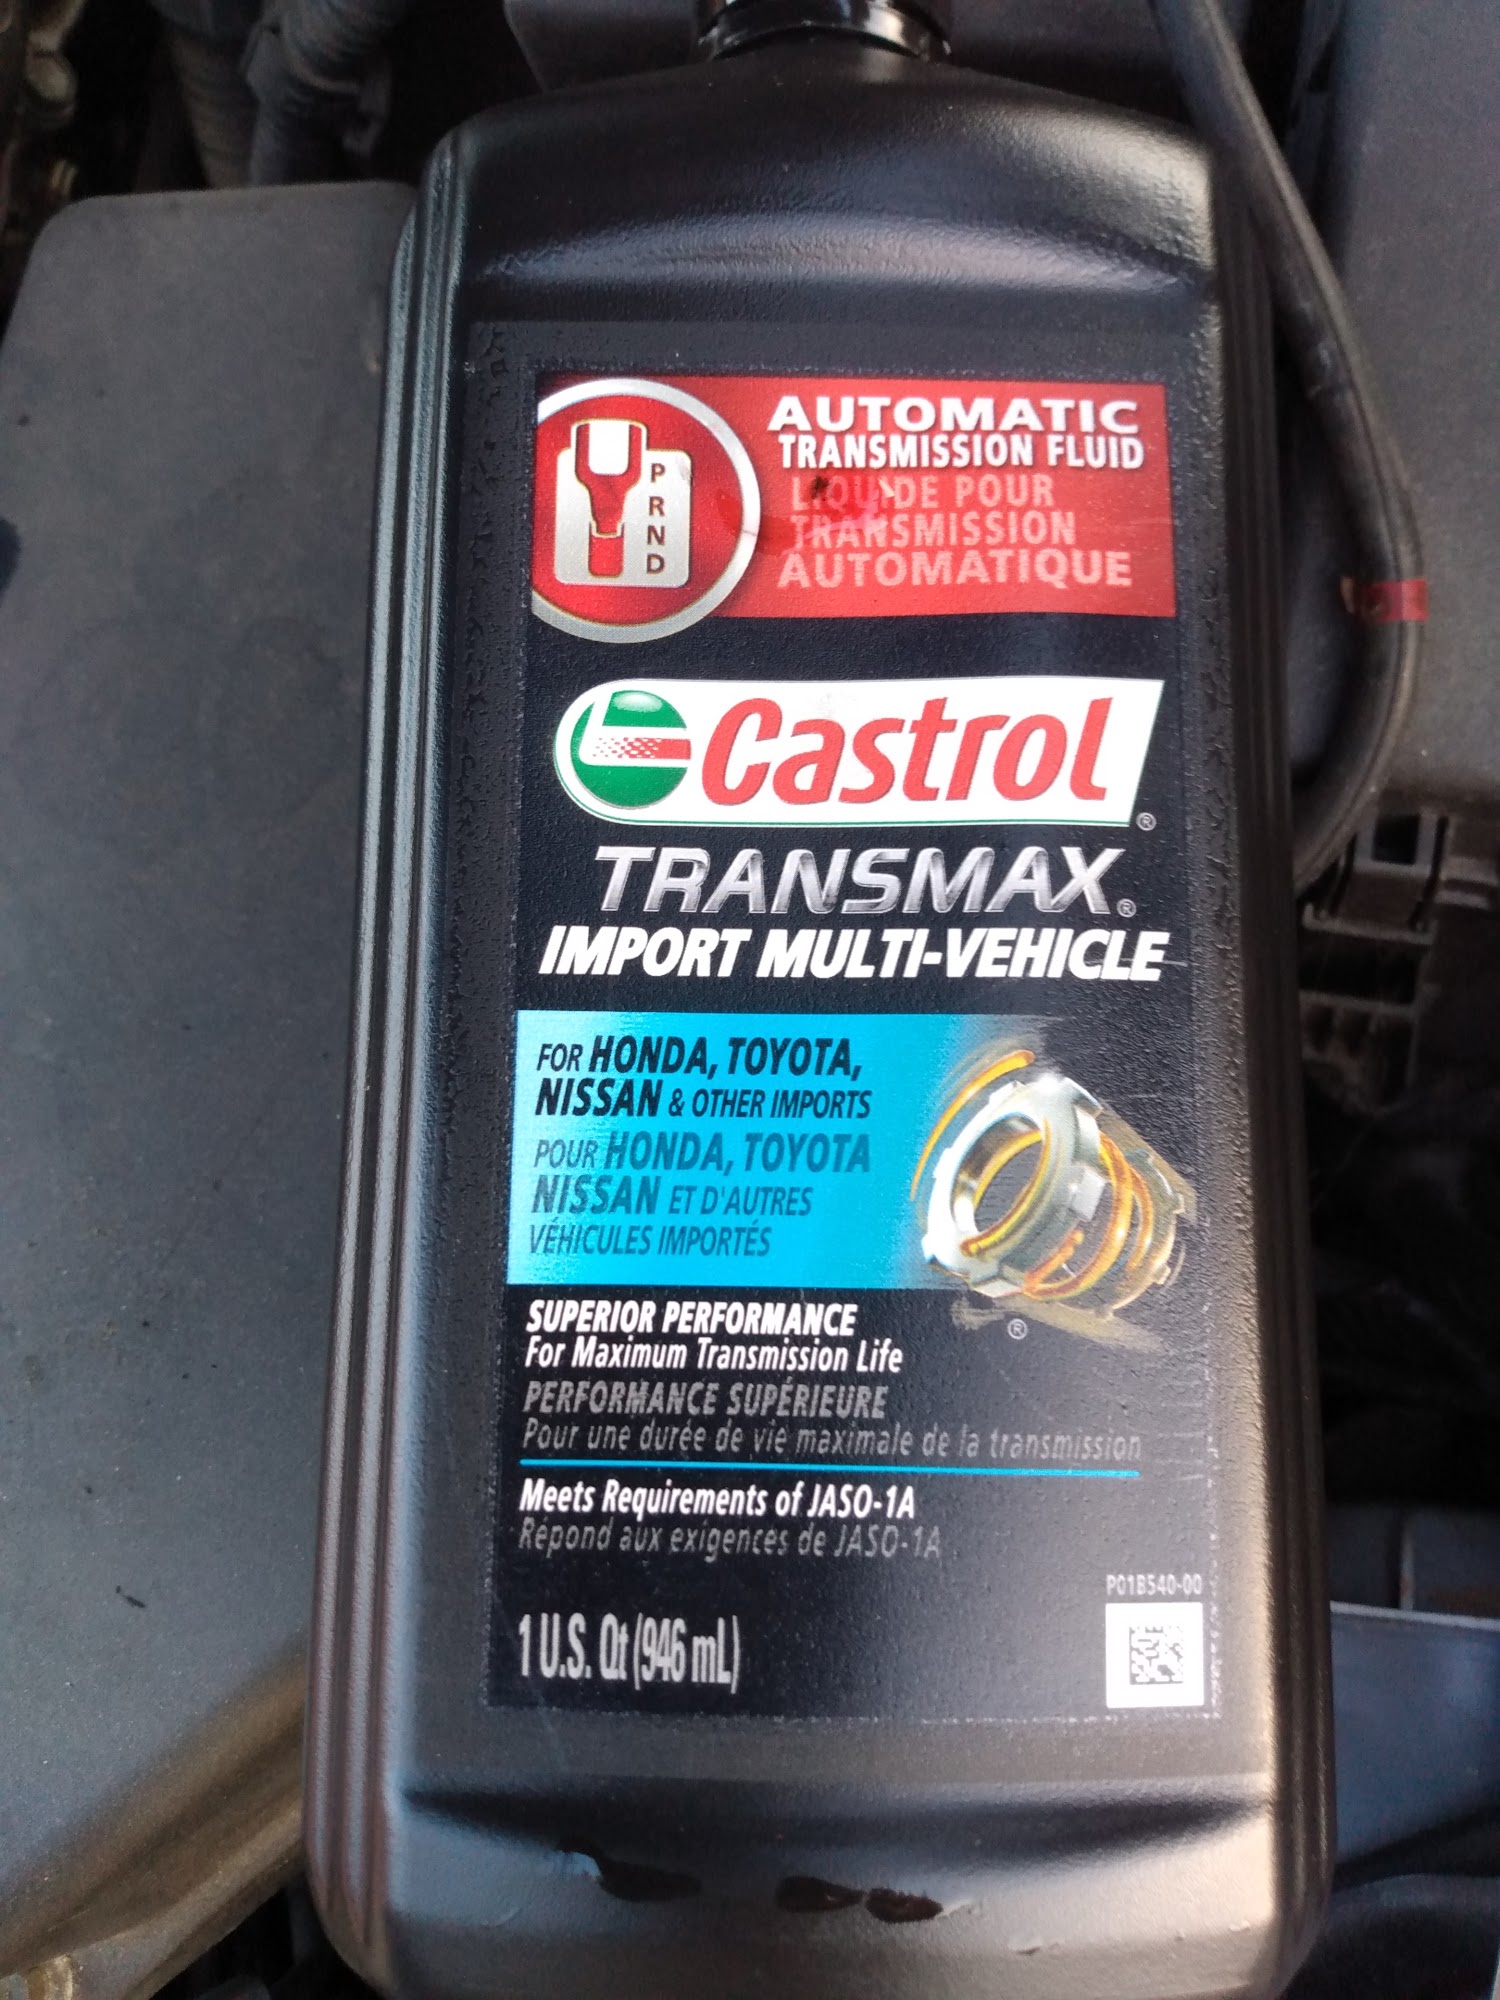 AUTOMATIC
TRANSMISSION FLUID
LIQUIDE POUR
TRANSMISSION
AUTOMATIQUE
P
R
N
D
Castrol®
TRANSMAX®
IMPORT MULTI-VEHICLE
FOR HONDA, TOYOTA,
NISSAN & OTHER IMPORTS
POUR HONDA, TOYOTA
NISSAN ET D'AUTRES
VÉHICULES IMPORTÉS
®
SUPERIOR PERFORMANCE
For Maximum Transmission Life
PERFORMANCE SUPÉRIEURE
Pour une durée de vie maximale de la transmission
Meets Requirements of JASO-1A
Répond aux exigences de JASO-1A
P01B540-00
1 U.S. Qt (946 mL)